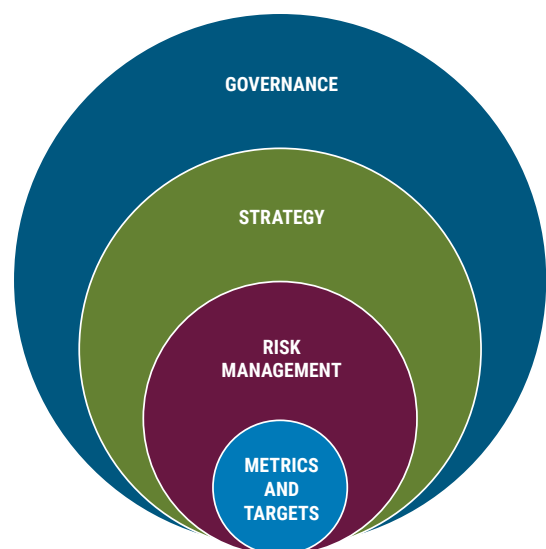 GOVERNANCE
STRATEGY
RISK
MANAGEMENT
METRICS
AND
TARGETS